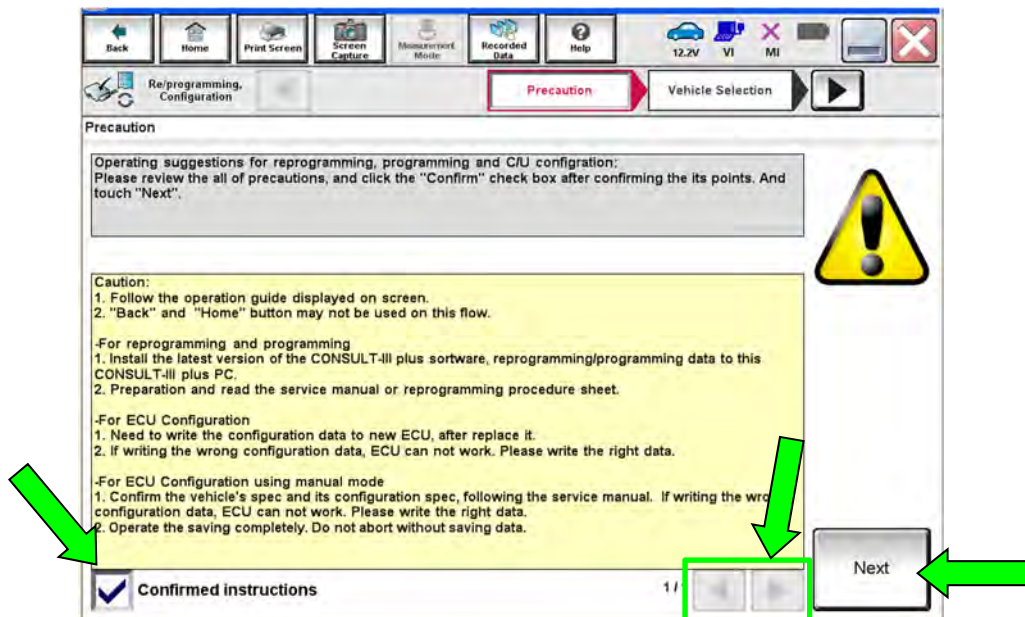 Back
Home
Print Screen
Screen
Capture
Measurement
Mode
Recorded
Data
Help
12.2V
VI
MI
Re/programming,
Configuration
Precaution
Vehicle Selection
Precaution
Operating suggestions for reprogramming, programming and C/U configration:
Please review the all of precautions, and click the "Confirm" check box after confirming the its points. And
touch "Next".
Caution:
1. Follow the operation guide displayed on screen.
2. "Back" and "Home" button may not be used on this flow.
-For reprogramming and programming
1. Install the latest version of the CONSULT-III plus sortware, reprogramming/programming data to this
CONSULT-III plus PC.
2. Preparation and read the service manual or reprogramming procedure sheet.
-For ECU Configuration
1. Need to write the configuration data to new ECU, after replace it.
2. If writing the wrong configuration data, ECU can not work. Please write the right data.
-For ECU Configuration using manual mode
1. Confirm the vehicle's spec and its configuration spec, following the service manual. If writing the
configuration data, ECU can not work. Please write the right data.
2. Operate the saving completely. Do not abort without saving data.
Confirmed instructions
Next